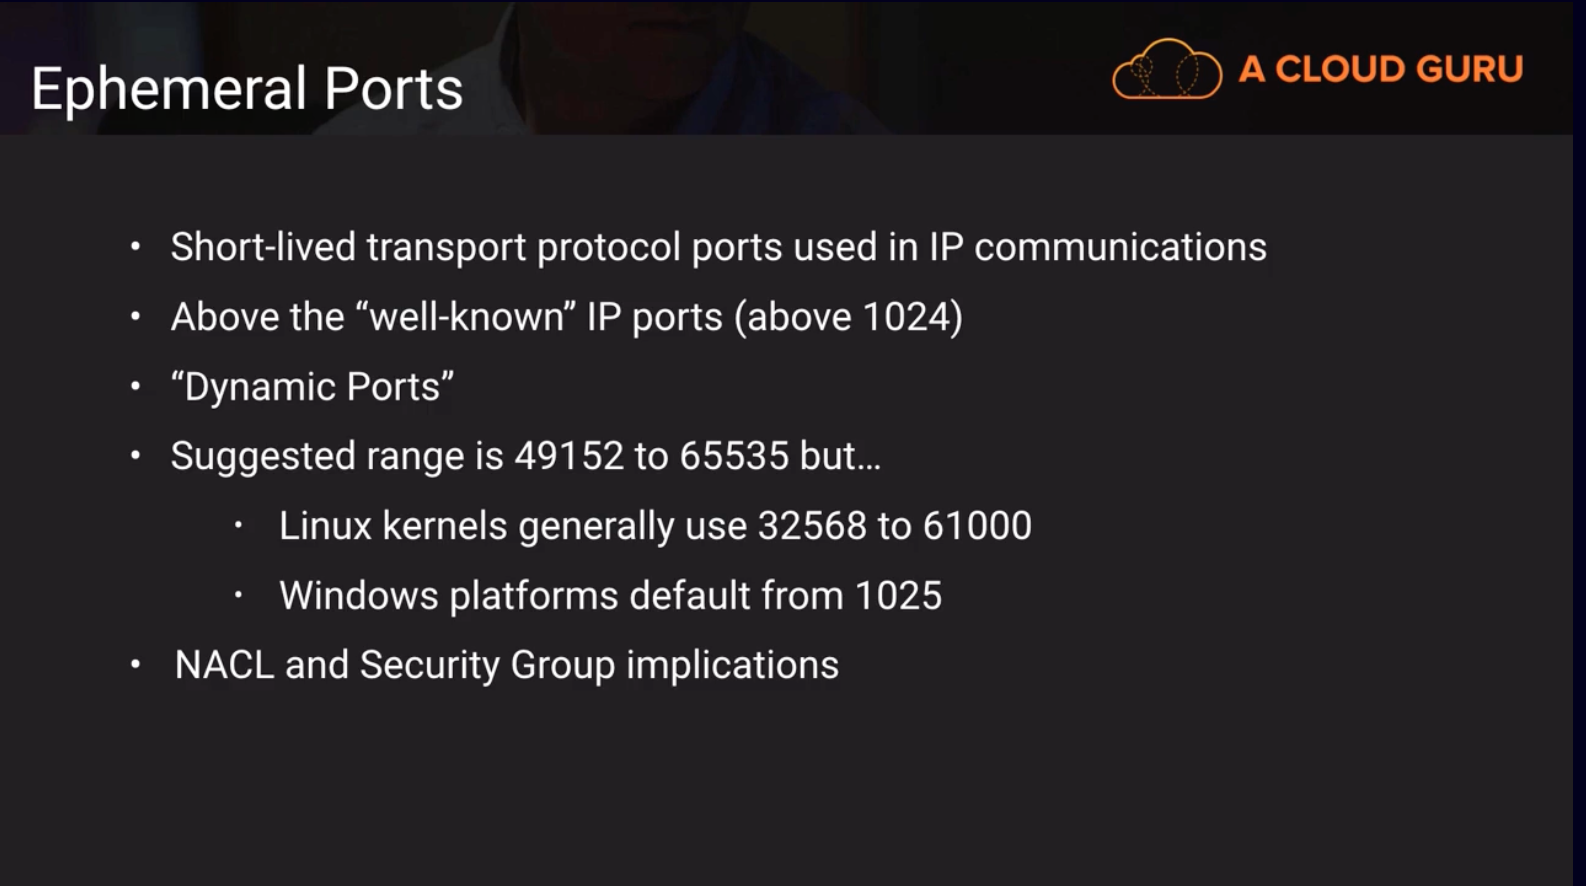 Ephemeral Ports
A CLOUD GURU
• Short-lived transport protocol ports used in IP communications
• Above the “well-known” IP ports (above 1024)
• “Dynamic Ports”
• Suggested range is 49152 to 65535 but...
• Linux kernels generally use 32568 to 61000
• Windows platforms default from 1025
• NACL and Security Group implications